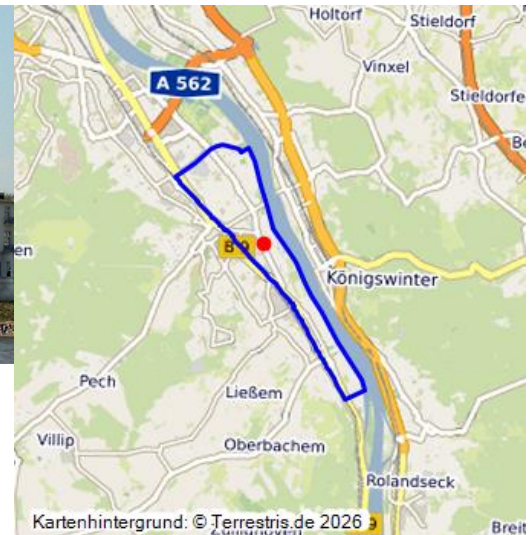 Holtorf
Stieldorf
A 562
Vinxel
Stieldorfe
Be
en
B 9
Königswinter
Pech
Ließem
Villip
Oberbachem
Rolandseck
Kartenhintergrund: © Terrestris.de 2026
9
Breit